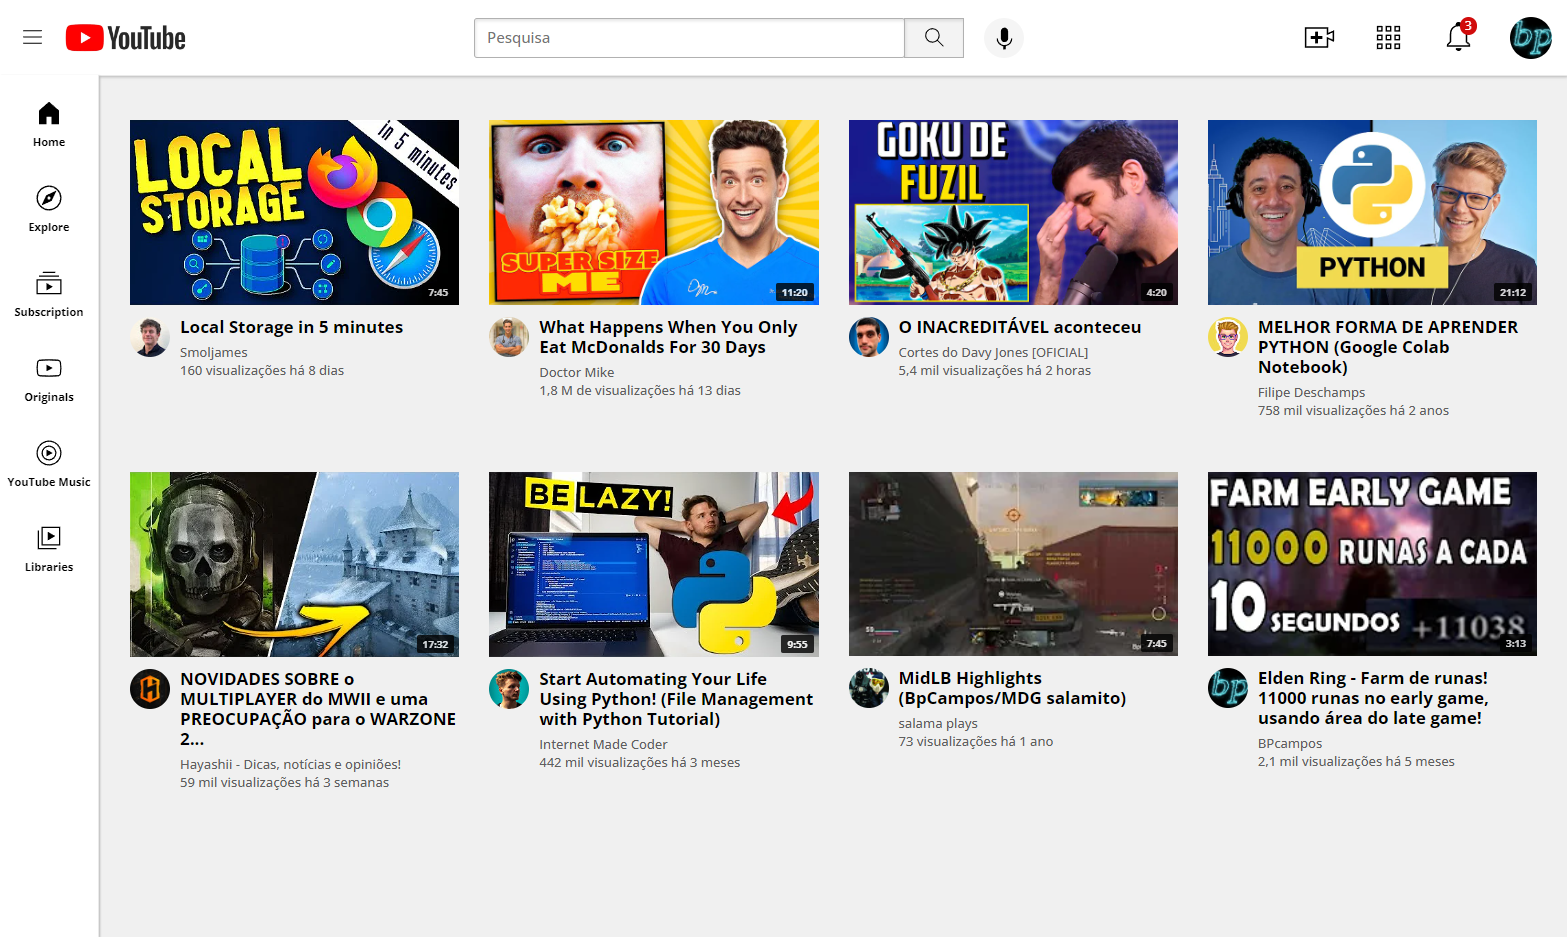 YouTube
Pesquisa
3
bp
Home
Explore
Subscription
Originals
YouTube Music
Libraries
LOCAL
STORAGE
in 5 minutes
7:45
Local Storage in 5 minutes
Smoljames
160 visualizações há 8 dias
SUPER SIZE
ME
Dm
11:20
What Happens When You Only
Eat McDonalds For 30 Days
Doctor Mike
1,8 M de visualizações há 13 dias
GOKU DE
FUZIL
4:20
O INACREDITÁVEL aconteceu
Cortes do Davy Jones [OFICIAL]
5,4 mil visualizações há 2 horas
PYTHON
21:12
MELHOR FORMA DE APRENDER
PYTHON (Google Colab
Notebook)
Filipe Deschamps
758 mil visualizações há 2 anos
17:32
NOVIDADES SOBRE o
MULTIPLAYER do MWII e uma
PREOCUPAÇÃO para o WARZONE
2...
Hayashii - Dicas, notícias e opiniões!
59 mil visualizações há 3 semanas
BE LAZY!
9:55
Start Automating Your Life
Using Python! (File Management
with Python Tutorial)
Internet Made Coder
442 mil visualizações há 3 meses
7:45
MidLB Highlights
(BpCampos/MDG salamito)
salama plays
73 visualizações há 1 ano
FARM EARLY GAME
11000 RUNAS A CADA
10 SEGUNDOS +11038
3:13
bp
Elden Ring - Farm de runas!
11000 runas no early game,
usando área do late game!
BPcampos
2,1 mil visualizações há 5 meses